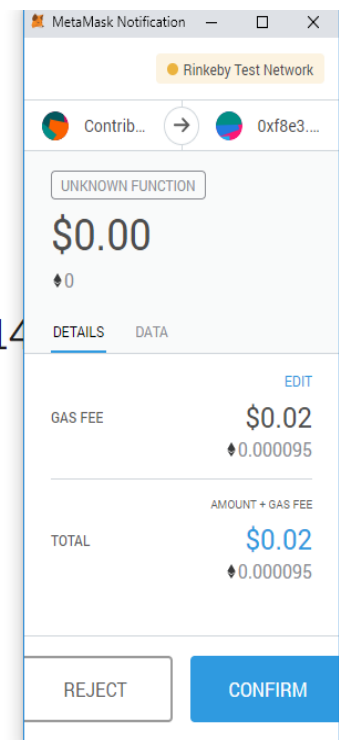 MetaMask Notification
Rinkeby Test Network
Contrib... 0xf8e3....
UNKNOWN FUNCTION
$0.00
0
14
DETAILS DATA
EDIT
GAS FEE $0.02
0.000095
AMOUNT + GAS FEE
TOTAL $0.02
0.000095
REJECT CONFIRM